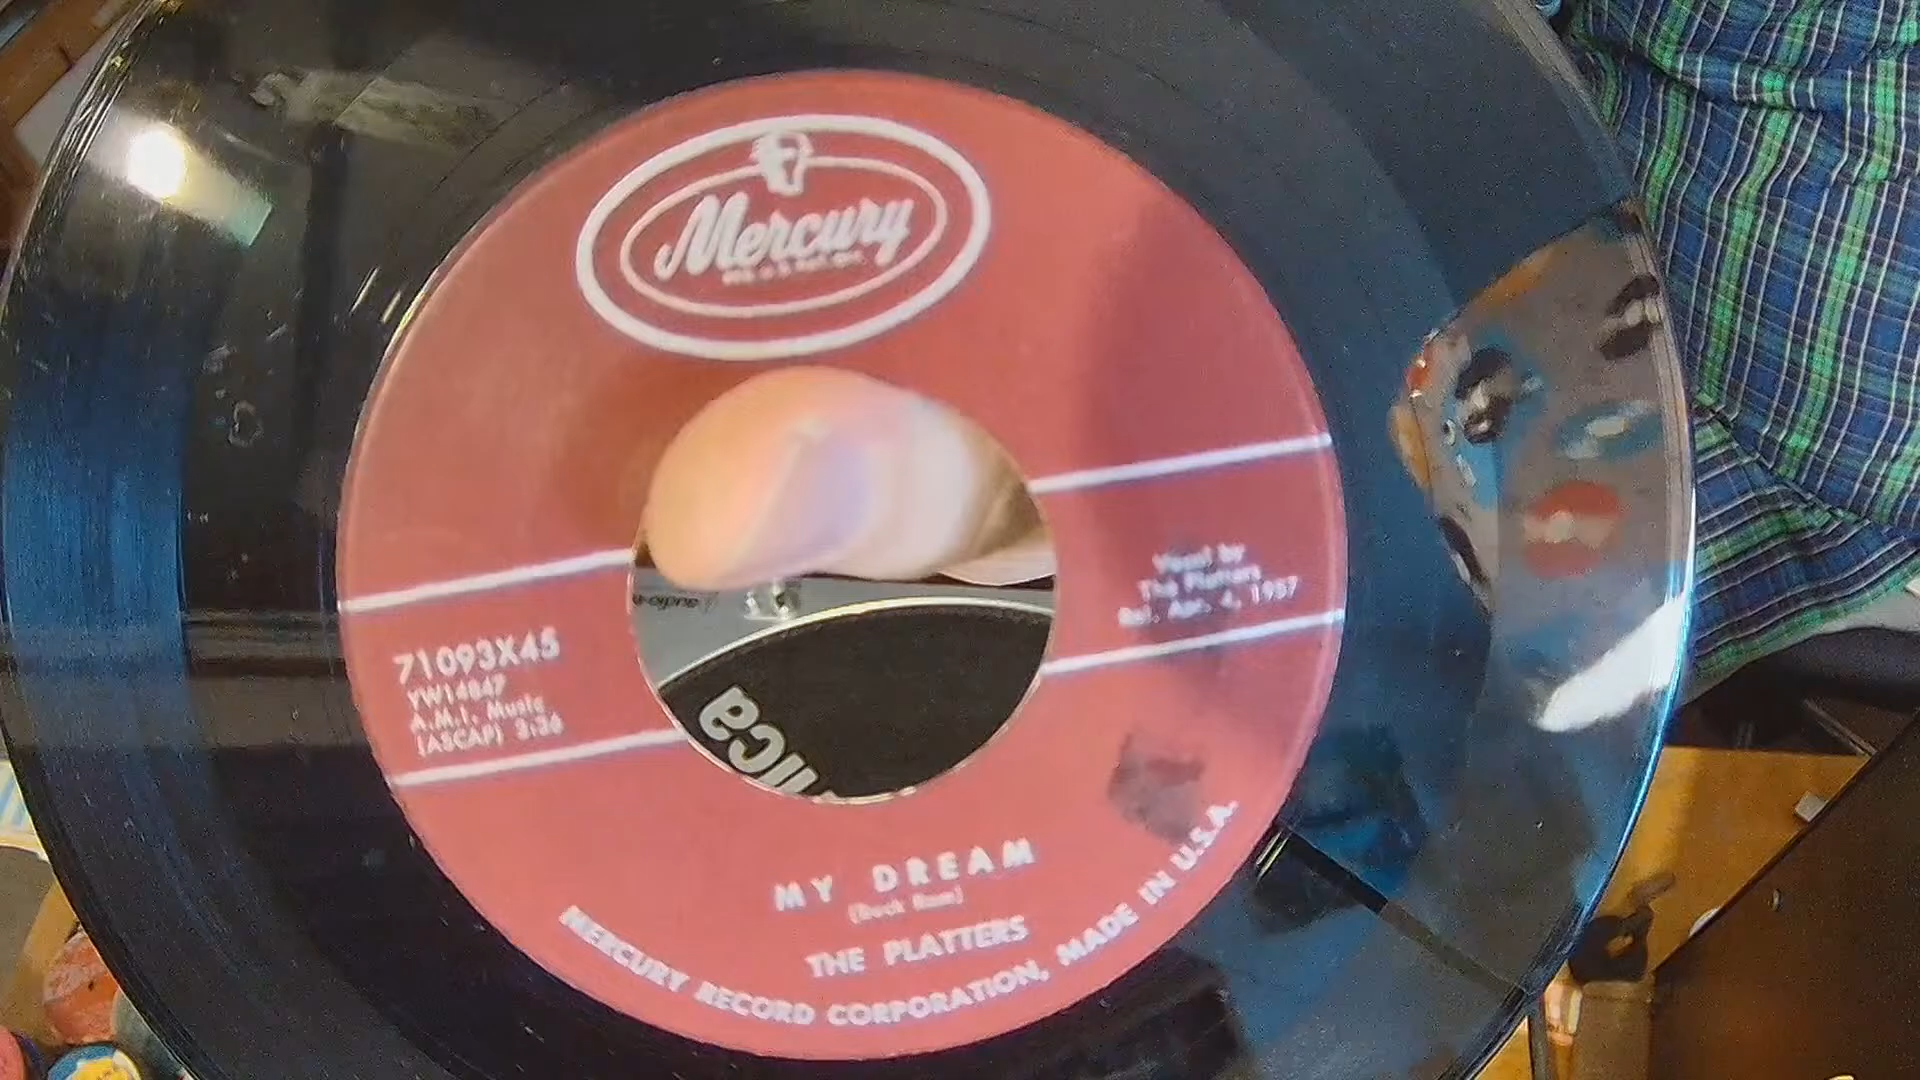 Mercury
Vocal by
The Platters
Rel. Apr. 4, 1957
71093X45
YW14847
A.M.I. Music
(ASCAP) 2:36
MY DREAM
(Buck Ram)
THE PLATTERS
MERCURY RECORD CORPORATION, MADE IN U.S.A.